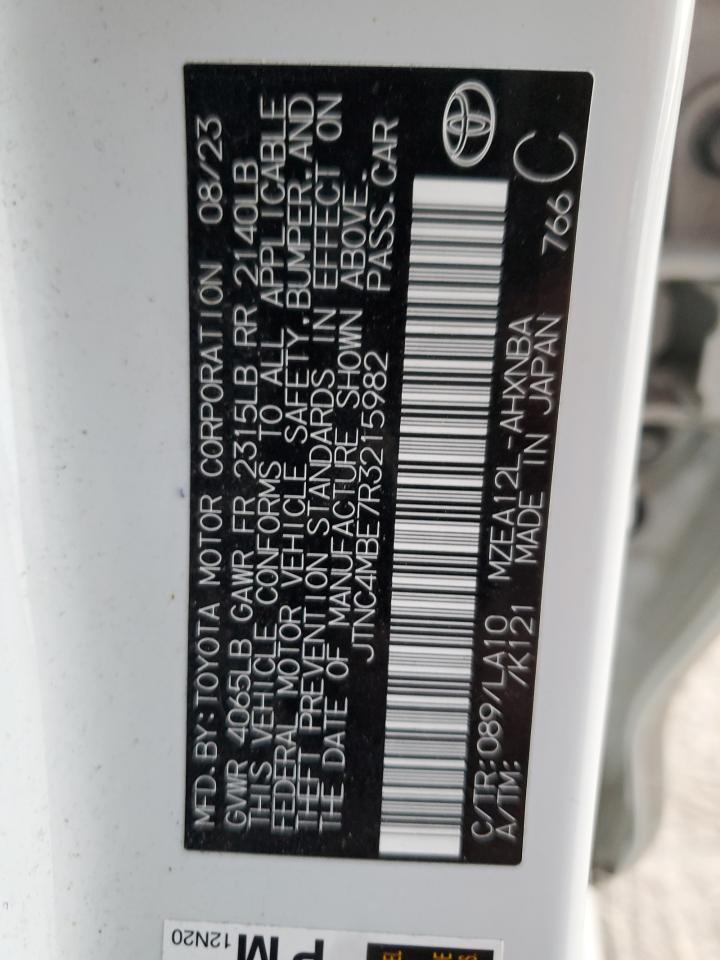 MFD. BY: TOYOTA MOTOR CORPORATION 08/23
GVWR 4065LB GAWR FR 2315LB RR 2140LB
THIS VEHICLE CONFORMS TO ALL APPLICABLE
FEDERAL MOTOR VEHICLE SAFETY, BUMPER, AND
THEFT PREVENTION STANDARDS IN EFFECT ON
THE DATE OF MANUFACTURE SHOWN ABOVE.
JTNC4MBE7R3215982 PASS. CAR
C/TR: 089/LA10 MZEA12L-AHXNBA
A/TM: /K121 MADE IN JAPAN 766 C
12N20
PM